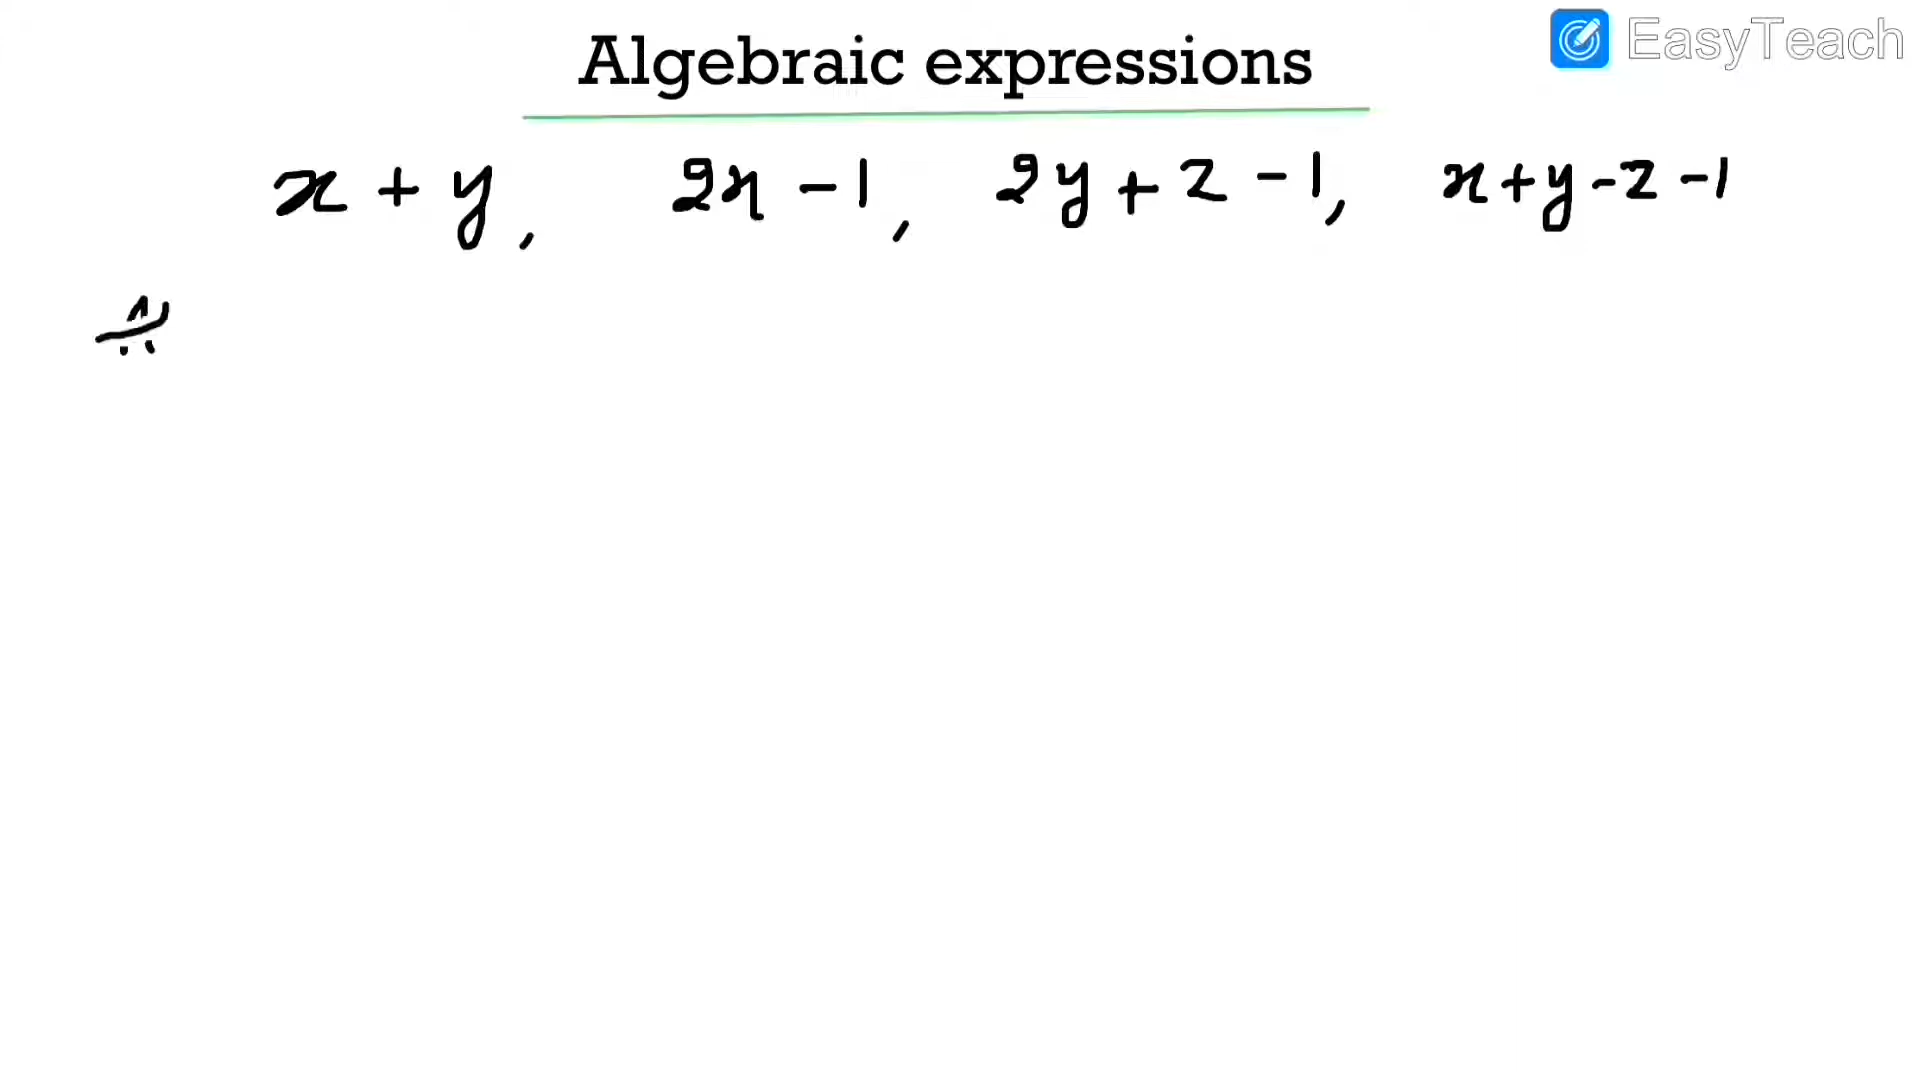 Algebraic expressions
EasyTeach
x + y, 2x - 1, 2y + z - 1, x + y - z - 1